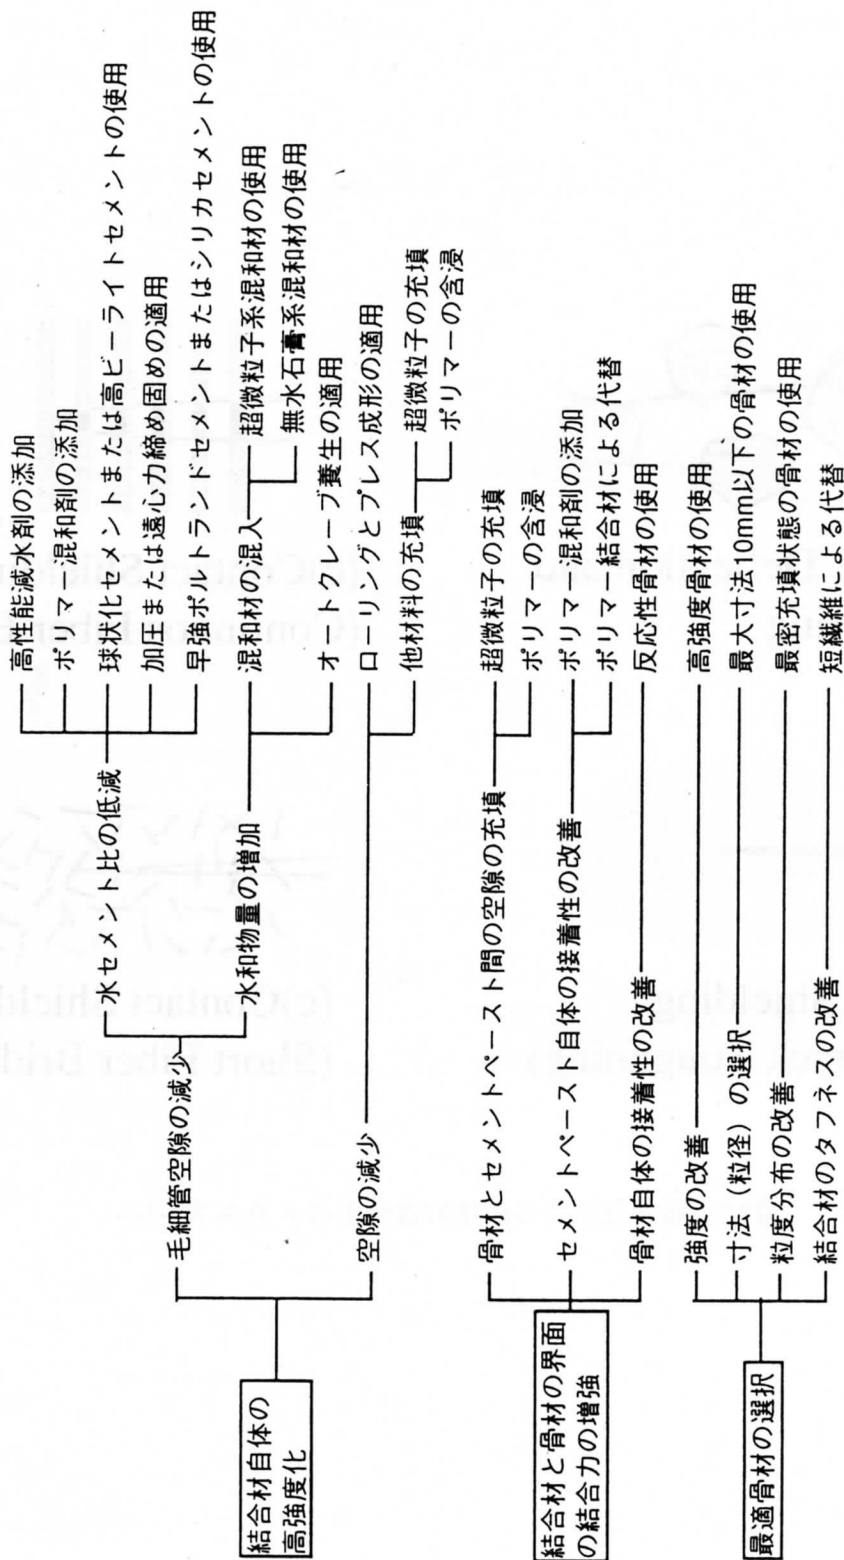 結合材自体の
高強度化
毛細管空隙の減少
水セメント比の低減
高性能減水剤の添加
ポリマー混和剤の添加
球状化セメントまたは高ビーライトセメントの使用
加圧または遠心力締め固めの適用
早強ポルトランドセメントまたはシリカセメントの使用
水和物量の増加
混和材の混入
超微粒子系混和材の使用
無水石膏系混和材の使用
オートクレーブ養生の適用
空隙の減少
ロリングとプレス成形の適用
他材料の充填
超微粒子の充填
ポリマーの含浸
結合材と骨材の界面
の結合力の増強
骨材とセメントペースト間の空隙の充填
超微粒子の充填
ポリマーの含浸
セメントペースト自体の接着性の改善
ポリマー混和剤の添加
ポリマー結合材による代替
骨材自体の接着性の改善
反応性骨材の使用
最適骨材の選択
強度の改善
高強度骨材の使用
寸法（粒径）の選択
最大寸法10mm以下の骨材の使用
粒度分布の改善
最密充填状態の骨材の使用
結合材のタフネスの改善
短繊維による代替